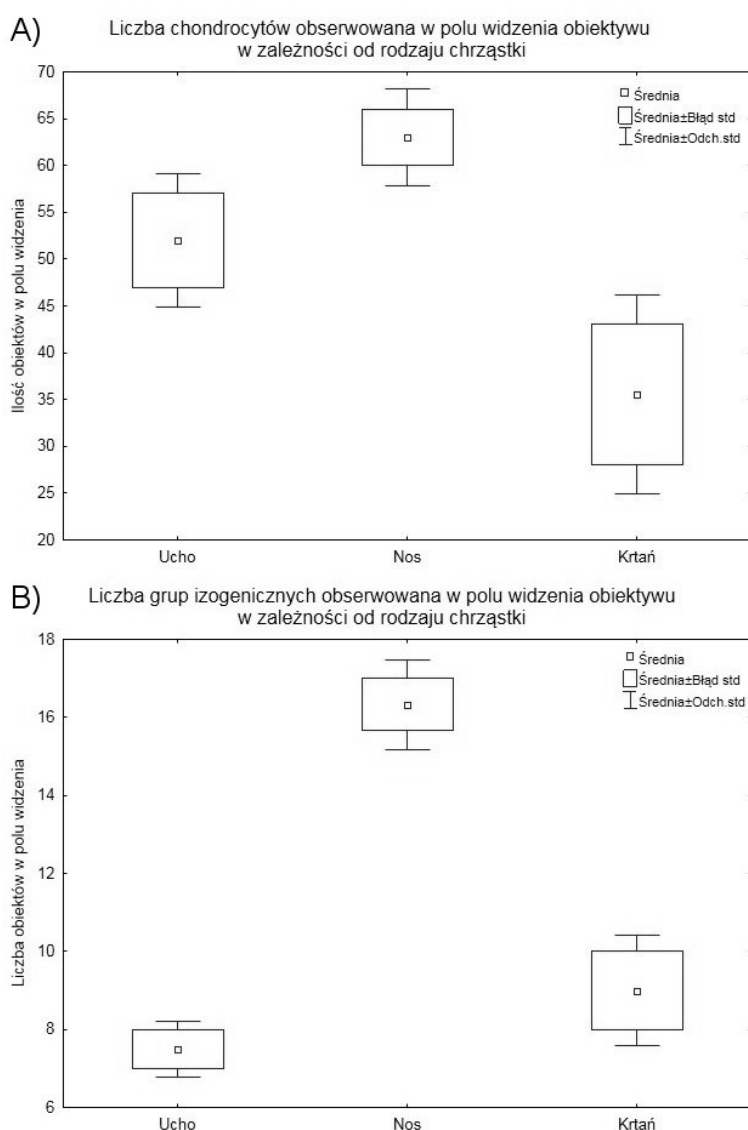 A)
Liczba chondrocytów obserwowana w polu widzenia obiektywu
w zależności od rodzaju chrząstki
Ilość obiektów w polu widzenia
70
65
60
55
50
45
40
35
30
25
20
Średnia
Średnia±Błąd std
Średnia±Odch.std
Ucho Nos Krtań
B)
Liczba grup izogenicznych obserwowana w polu widzenia obiektywu
w zależności od rodzaju chrząstki
Liczba obiektów w polu widzenia
18
16
14
12
10
8
6
Średnia
Średnia±Błąd std
Średnia±Odch.std
Ucho Nos Krtań